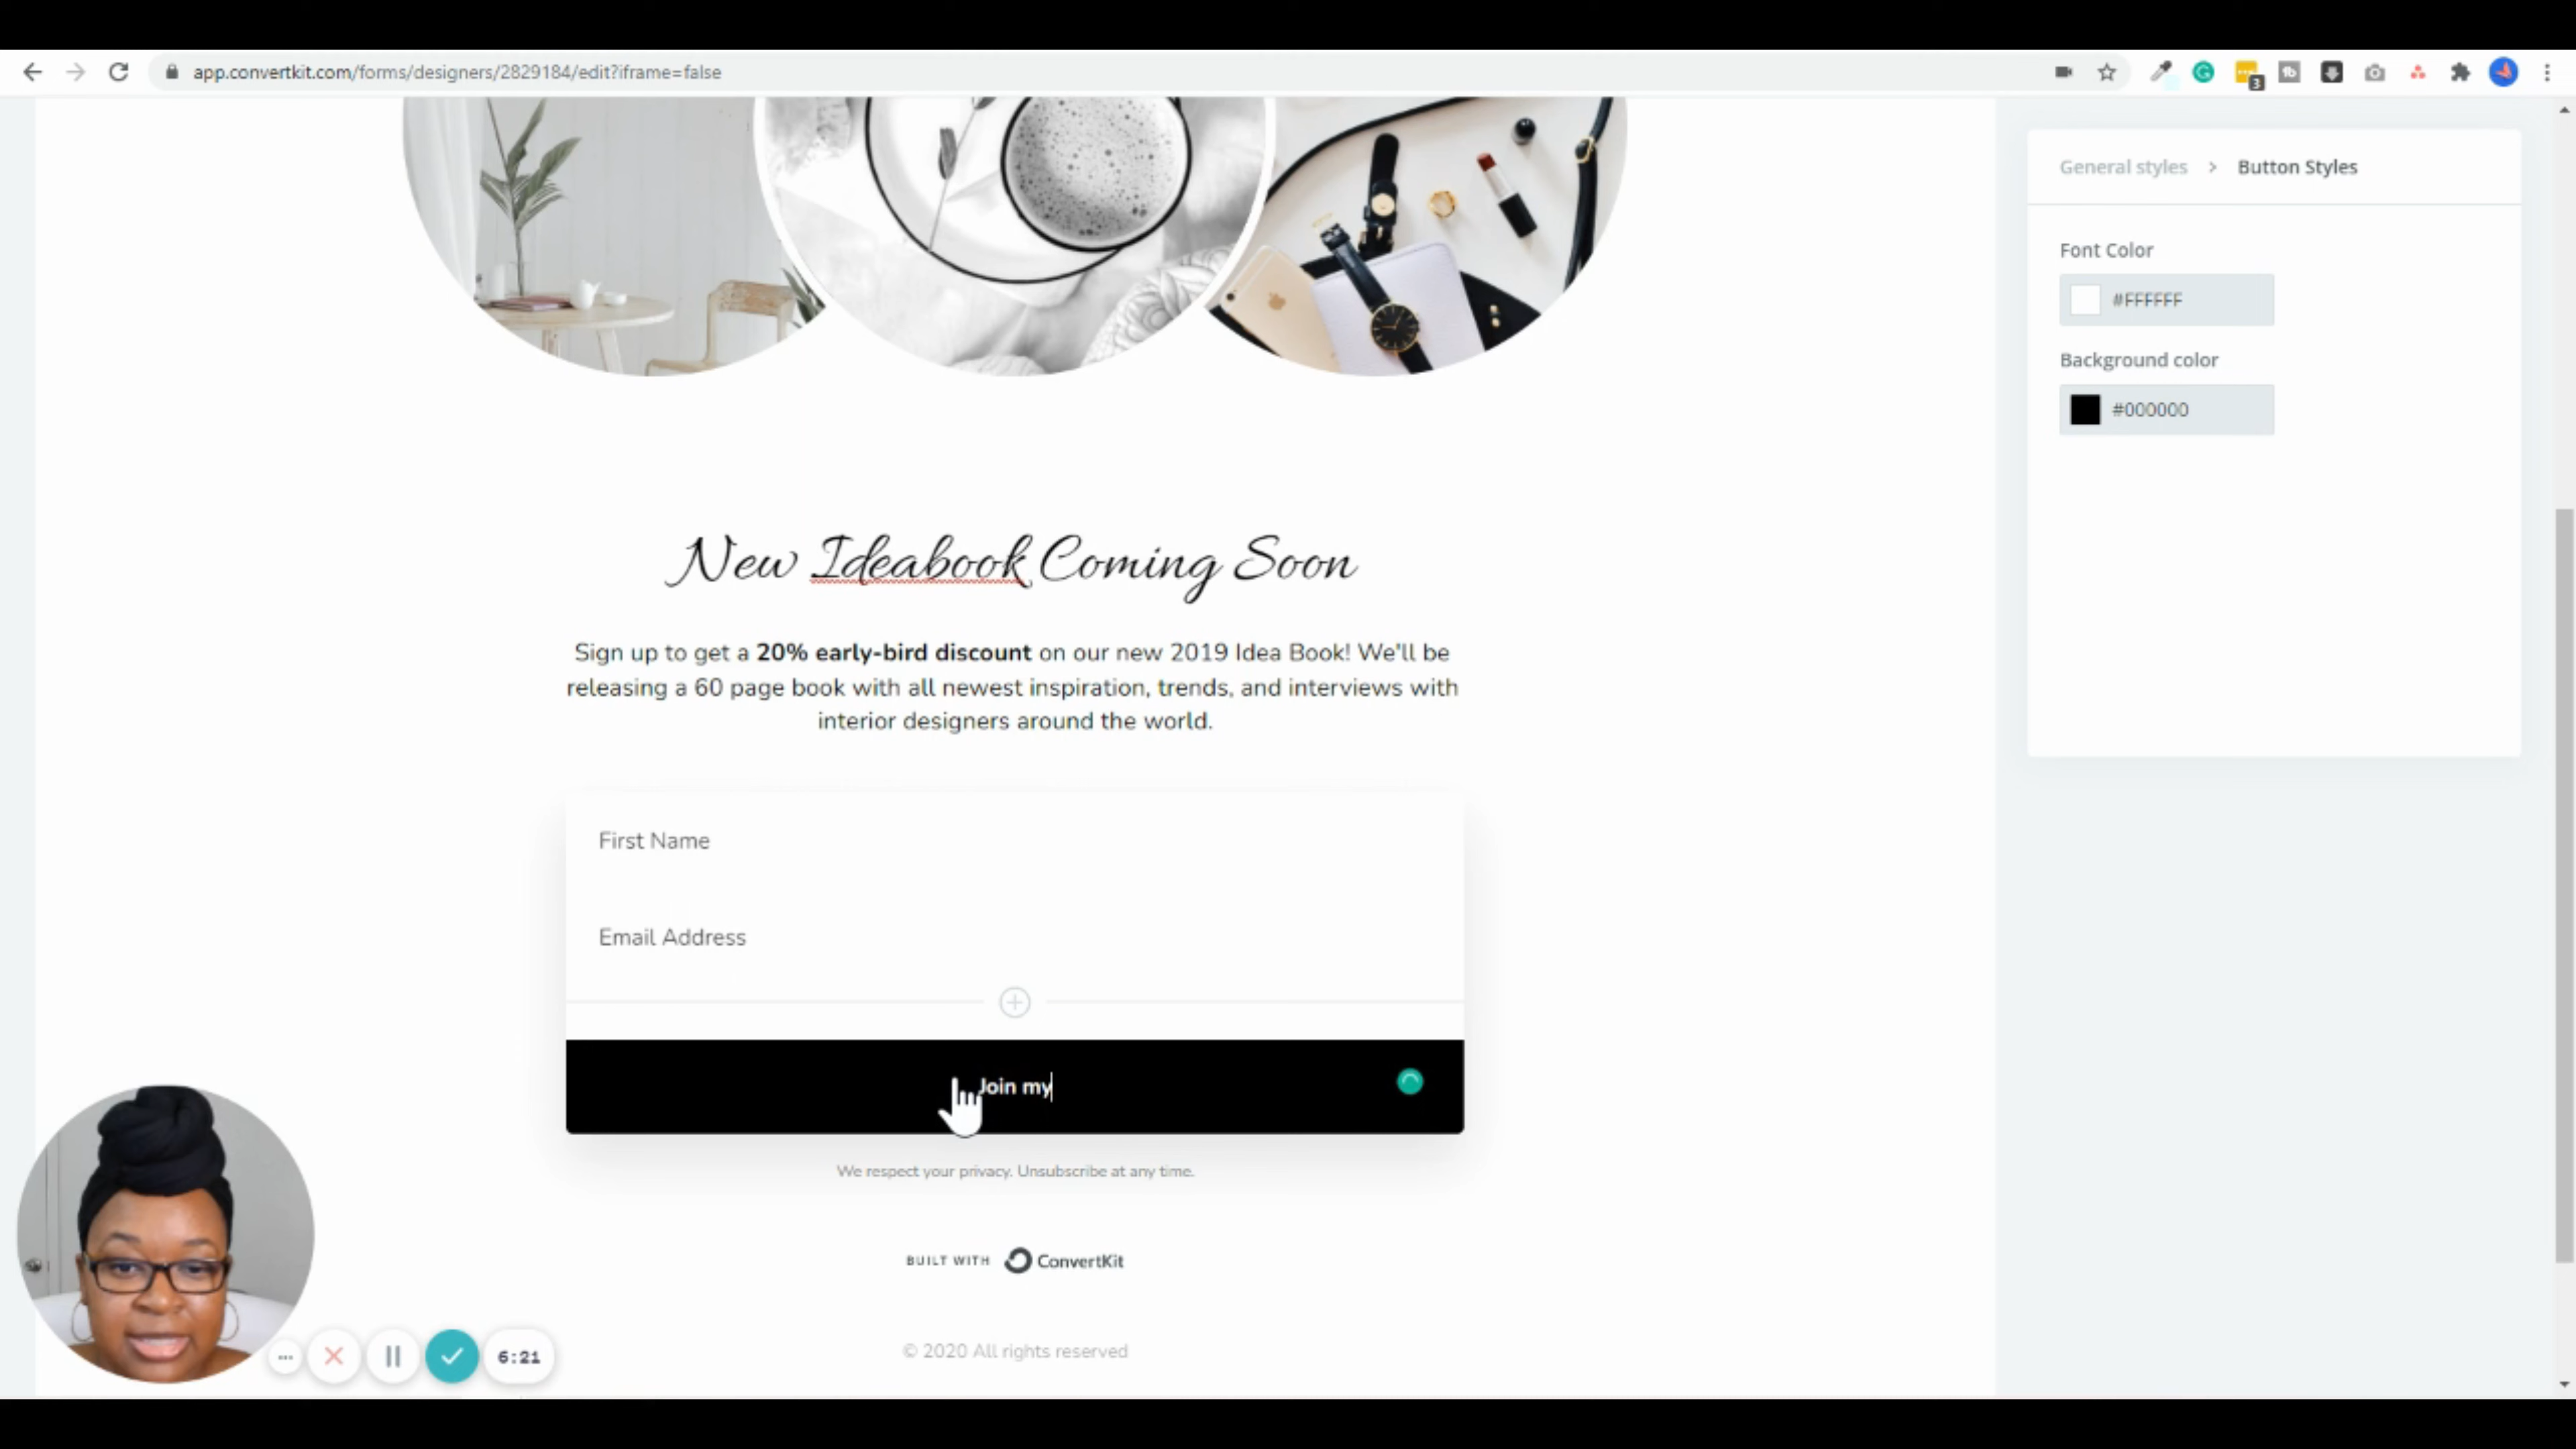 app.convertkit.com/forms/designers/2829184/edit?iframe=false
3
General styles > Button Styles
Font Color
#FFFFFF
Background color
#000000
New Ideabook Coming Soon
Sign up to get a 20% early-bird discount on our new 2019 Idea Book! We'll be
releasing a 60 page book with all newest inspiration, trends, and interviews with
interior designers around the world.
First Name
Email Address
Join my
We respect your privacy. Unsubscribe at any time.
BUILT WITH ConvertKit
6:21
© 2020 All rights reserved